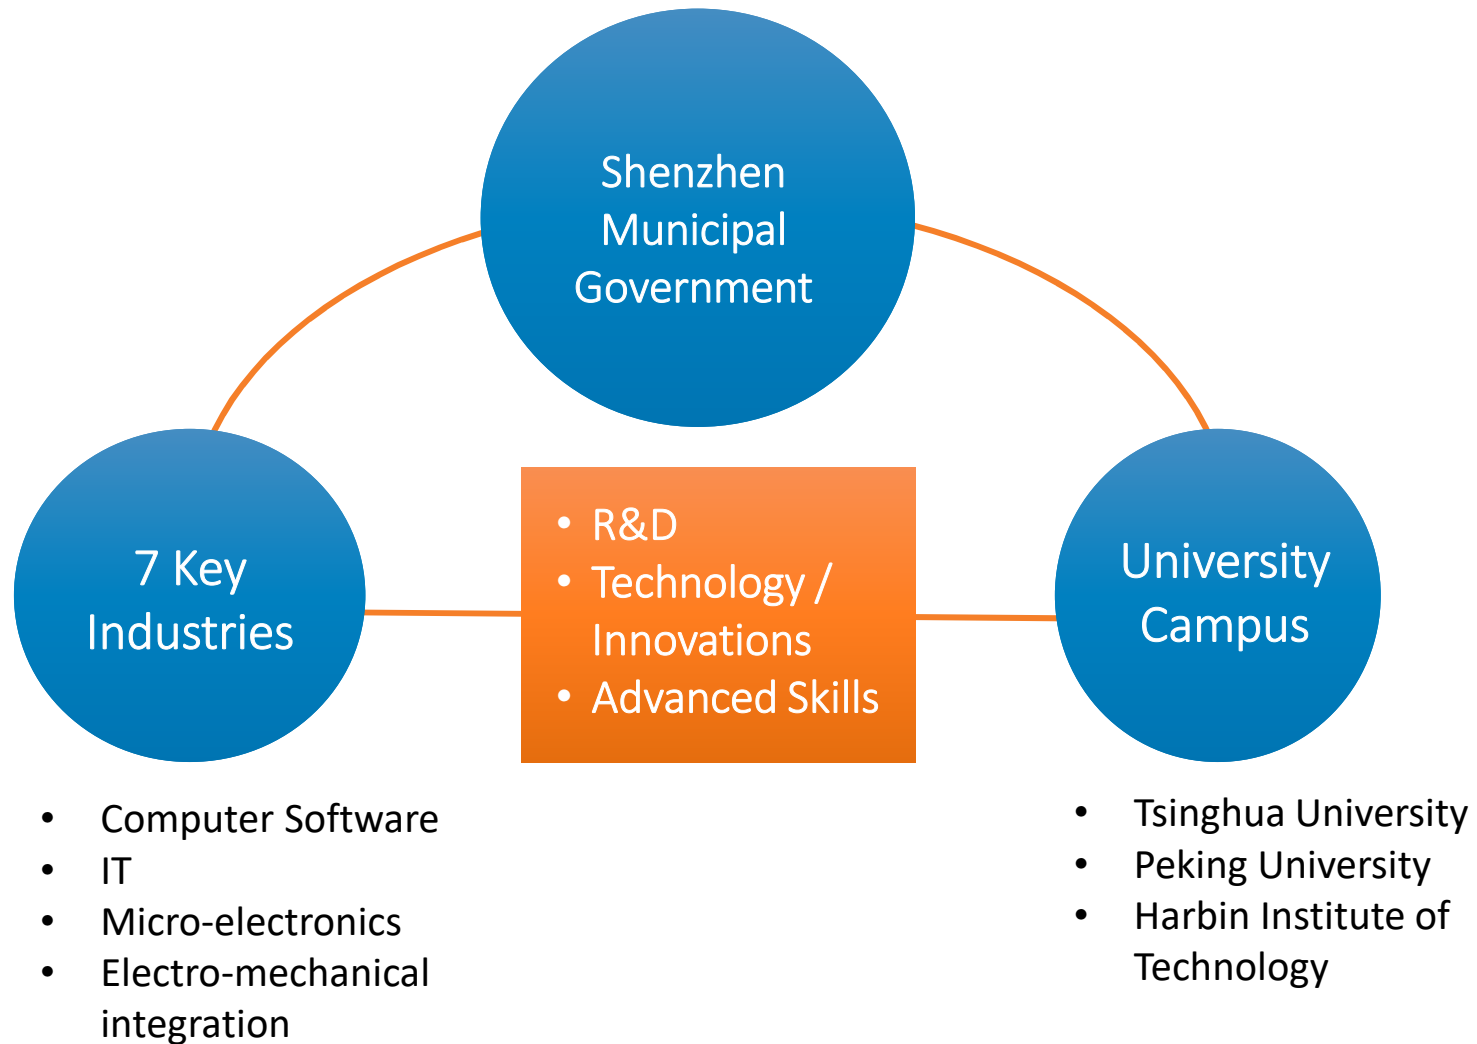 Shenzhen
Municipal
Government
7 Key
Industries
• R&D
• Technology /
Innovations
• Advanced Skills
University
Campus
• Computer Software
• IT
• Micro-electronics
• Electro-mechanical
integration
• Tsinghua University
• Peking University
• Harbin Institute of
Technology